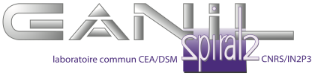 GANIL
spiral2
laboratoire commun CEA/DSM CNRS/IN2P3